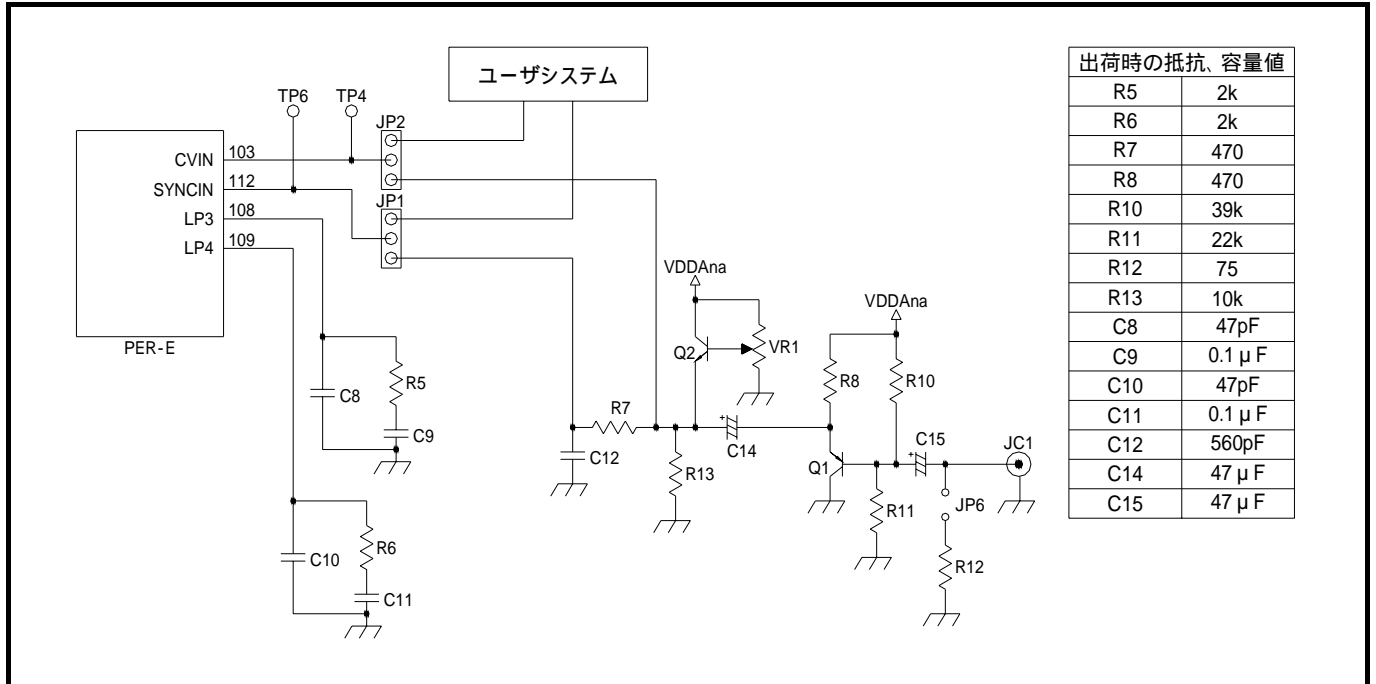 ユーザシステム
TP6 TP4
JP2
CVIN 103
SYNCIN 112
LP3 108
LP4 109
JP1
PER-E
VDDAna
VDDAna
Q2
VR1
R8
R10
C8
R5
C9
R7
C12
R13
+
C14
Q1
R11
+
C15
JC1
JP6
R12
C10
R6
C11
出荷時の抵抗、容量値
R5 2k
R6 2k
R7 470
R8 470
R10 39k
R11 22k
R12 75
R13 10k
C8 47pF
C9 0.1 μ F
C10 47pF
C11 0.1 μ F
C12 560pF
C14 47 μ F
C15 47 μ F